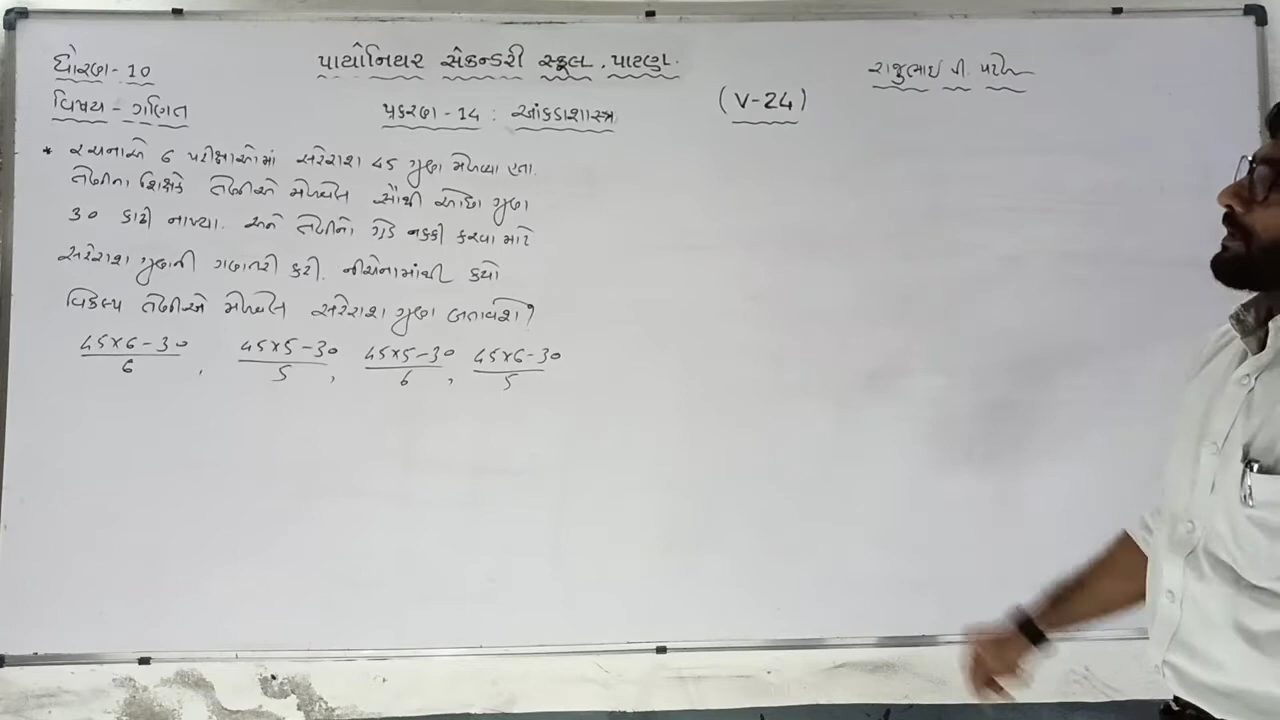 ધોરણ - 10
પાયોનિયર સેકન્ડરી સ્કૂલ, પાટણ.
રાજુભાઇ પી. પટેલ
વિષય - ગણિત
પ્રકરણ - 14 : આંકડાશાસ્ત્ર
(V-24)
* રચનાએ 6 પરીક્ષાઓમાં સરેરાશ 45 ગુણ મેળવ્યા હતા.
તેણીના શિક્ષકે તેણીએ મેળવેલ સૌથી ઓછા ગુણ
30 કાઢી નાખ્યા. અને તેણીનો ગ્રેડ નક્કી કરવા માટે
સરેરાશ ગુણની ગણતરી કરી. નીચેનામાંથી કયો
વિકલ્પ તેણીએ મેળવેલ સરેરાશ ગુણ બતાવશે?
45×6-30/6, 45×5-30/5, 45×5-30/6, 45×6-30/5